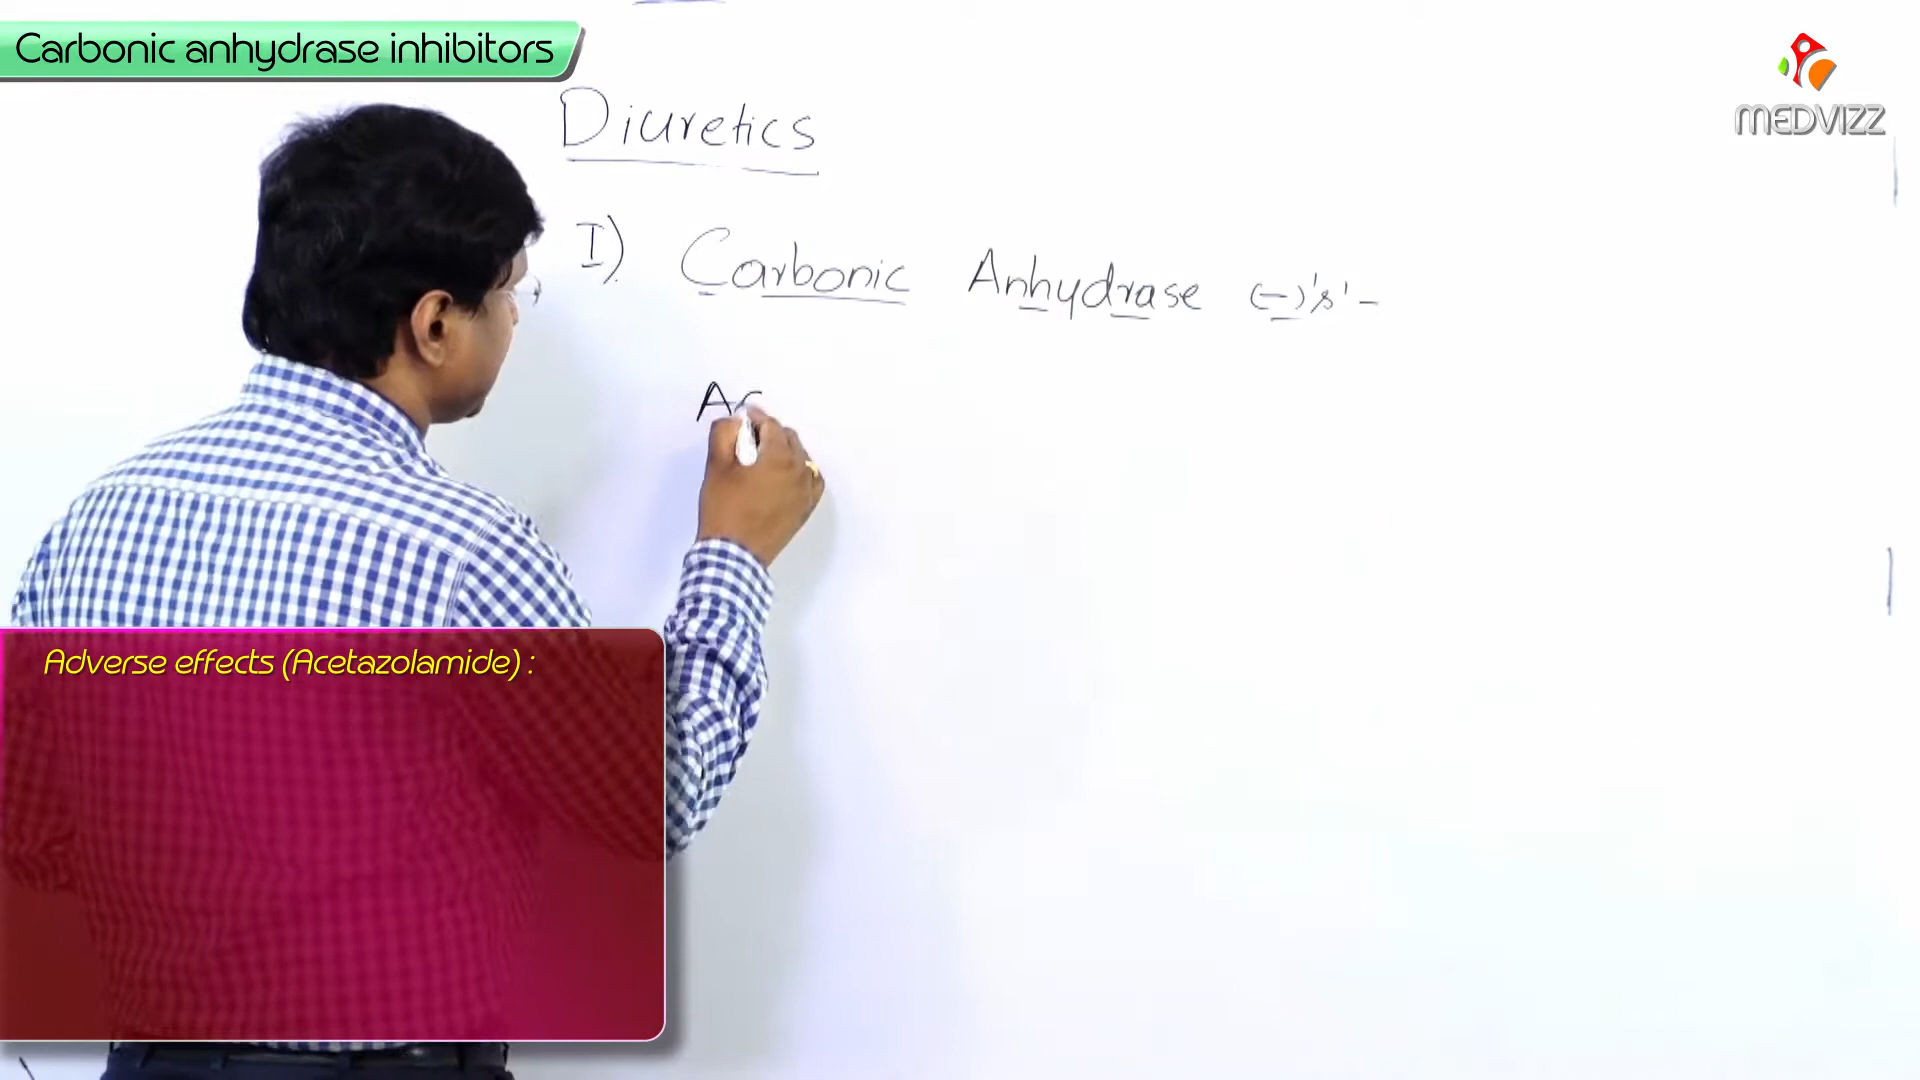 Carbonic anhydrase inhibitors
MEDVIZZ
Diuretics
I) Carbonic Anhydrase (-)'s' -
Ac
Adverse effects (Acetazolamide) :